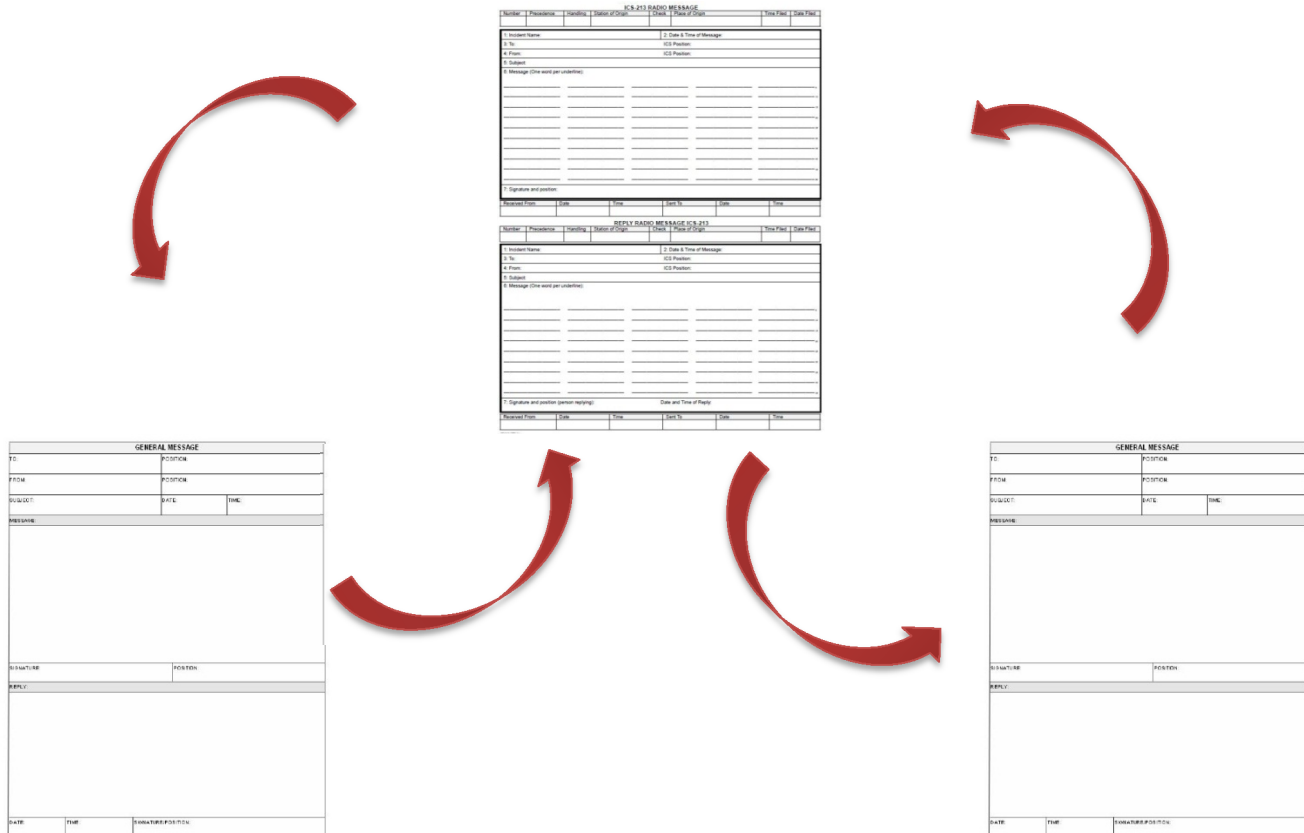 ICS-213 RADIO MESSAGE
Number Precedence Handling Station of Origin Check Place of Origin Time Filed Date Filed
1: Incident Name: 2: Date & Time of Message:
3: To: ICS Position:
4: From: ICS Position:
5: Subject:
6: Message (One word per underline):
7: Signature and position:
Received From Date Time Sent To Date Time
REPLY RADIO MESSAGE ICS-213
Number Precedence Handling Station of Origin Check Place of Origin Time Filed Date Filed
1: Incident Name: 2: Date & Time of Message:
3: To: ICS Position:
4: From: ICS Position:
5: Subject:
6: Message (One word per underline):
7: Signature and position (person replying): Date and Time of Reply:
Received From Date Time Sent To Date Time
GENERAL MESSAGE
TO: POSITION:
FROM: POSITION:
SUBJECT: DATE: TIME:
MESSAGE:
SIGNATURE: POSITION:
REPLY:
DATE: TIME: SIGNATURE/POSITION:
GENERAL MESSAGE
TO: POSITION:
FROM: POSITION:
SUBJECT: DATE: TIME:
MESSAGE:
SIGNATURE: POSITION:
REPLY:
DATE: TIME: SIGNATURE/POSITION: